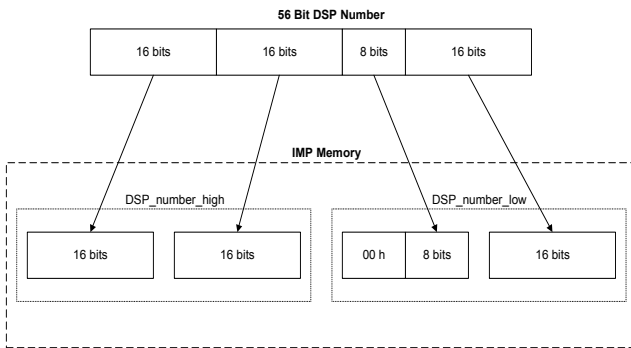 56 Bit DSP Number
16 bits 16 bits 8 bits 16 bits
IMP Memory
DSP_number_high DSP_number_low
16 bits 16 bits 00 h 8 bits 16 bits